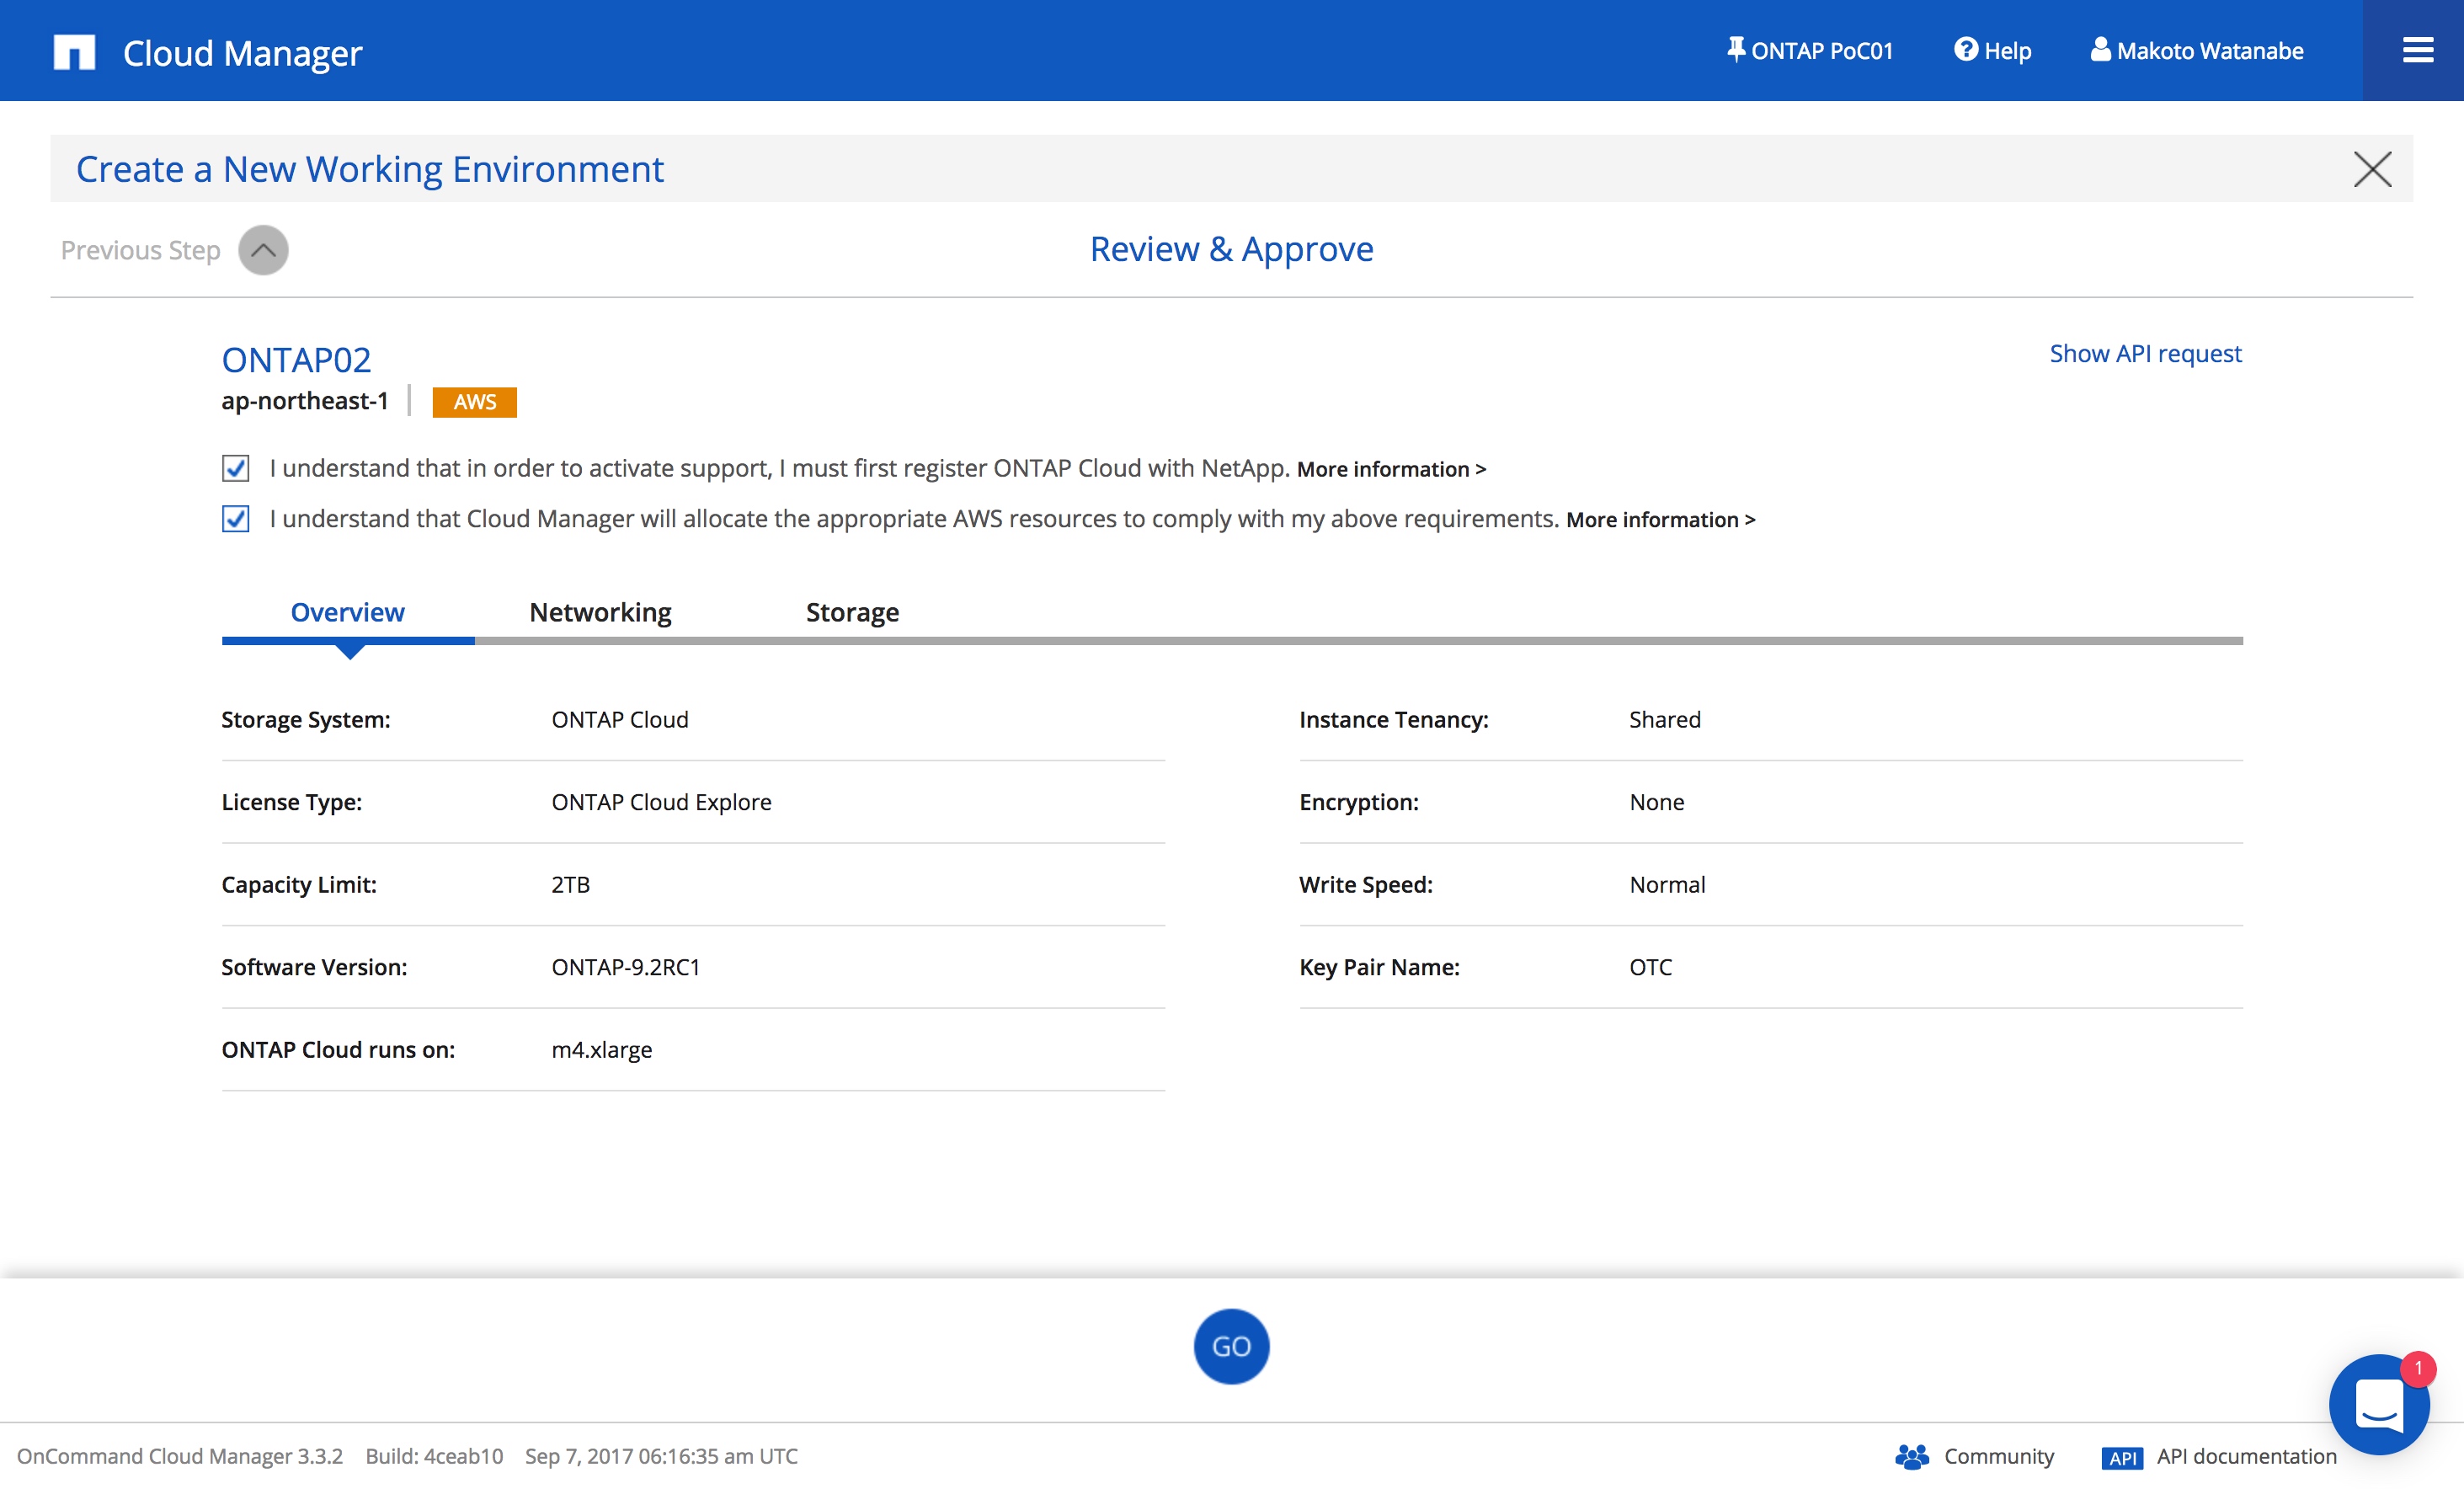 Cloud Manager
ONTAP PoC01 Help Makoto Watanabe
Create a New Working Environment
Previous Step
Review & Approve
ONTAP02
Show API request
ap-northeast-1 AWS
I understand that in order to activate support, I must first register ONTAP Cloud with NetApp. More information >
I understand that Cloud Manager will allocate the appropriate AWS resources to comply with my above requirements. More information >
Overview Networking Storage
Storage System: ONTAP Cloud
License Type: ONTAP Cloud Explore
Capacity Limit: 2TB
Software Version: ONTAP-9.2RC1
ONTAP Cloud runs on: m4.xlarge
Instance Tenancy: Shared
Encryption: None
Write Speed: Normal
Key Pair Name: OTC
GO
1
OnCommand Cloud Manager 3.3.2 Build: 4ceab10 Sep 7, 2017 06:16:35 am UTC
Community API API documentation